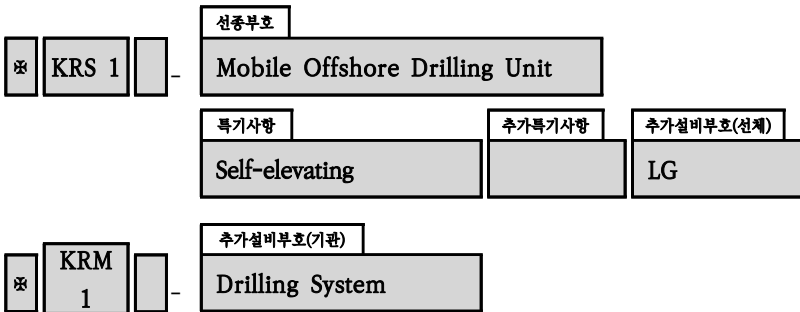 선종부호
✠ KRS 1 - Mobile Offshore Drilling Unit
특기사항 추가특기사항 추가설비부호(선체)
Self-elevating LG
추가설비부호(기관)
✠ KRM 1 - Drilling System